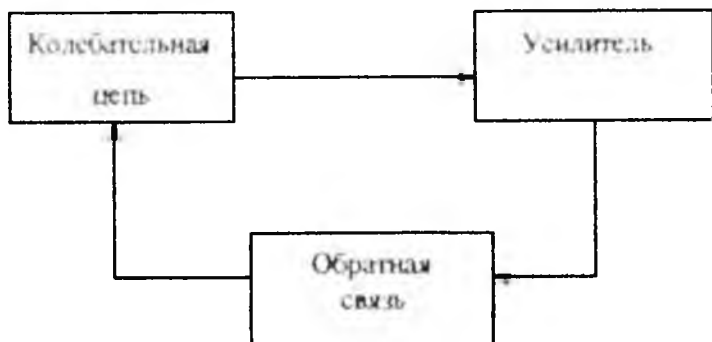 Колебательная
цепь
Усилитель
Обратная
связь